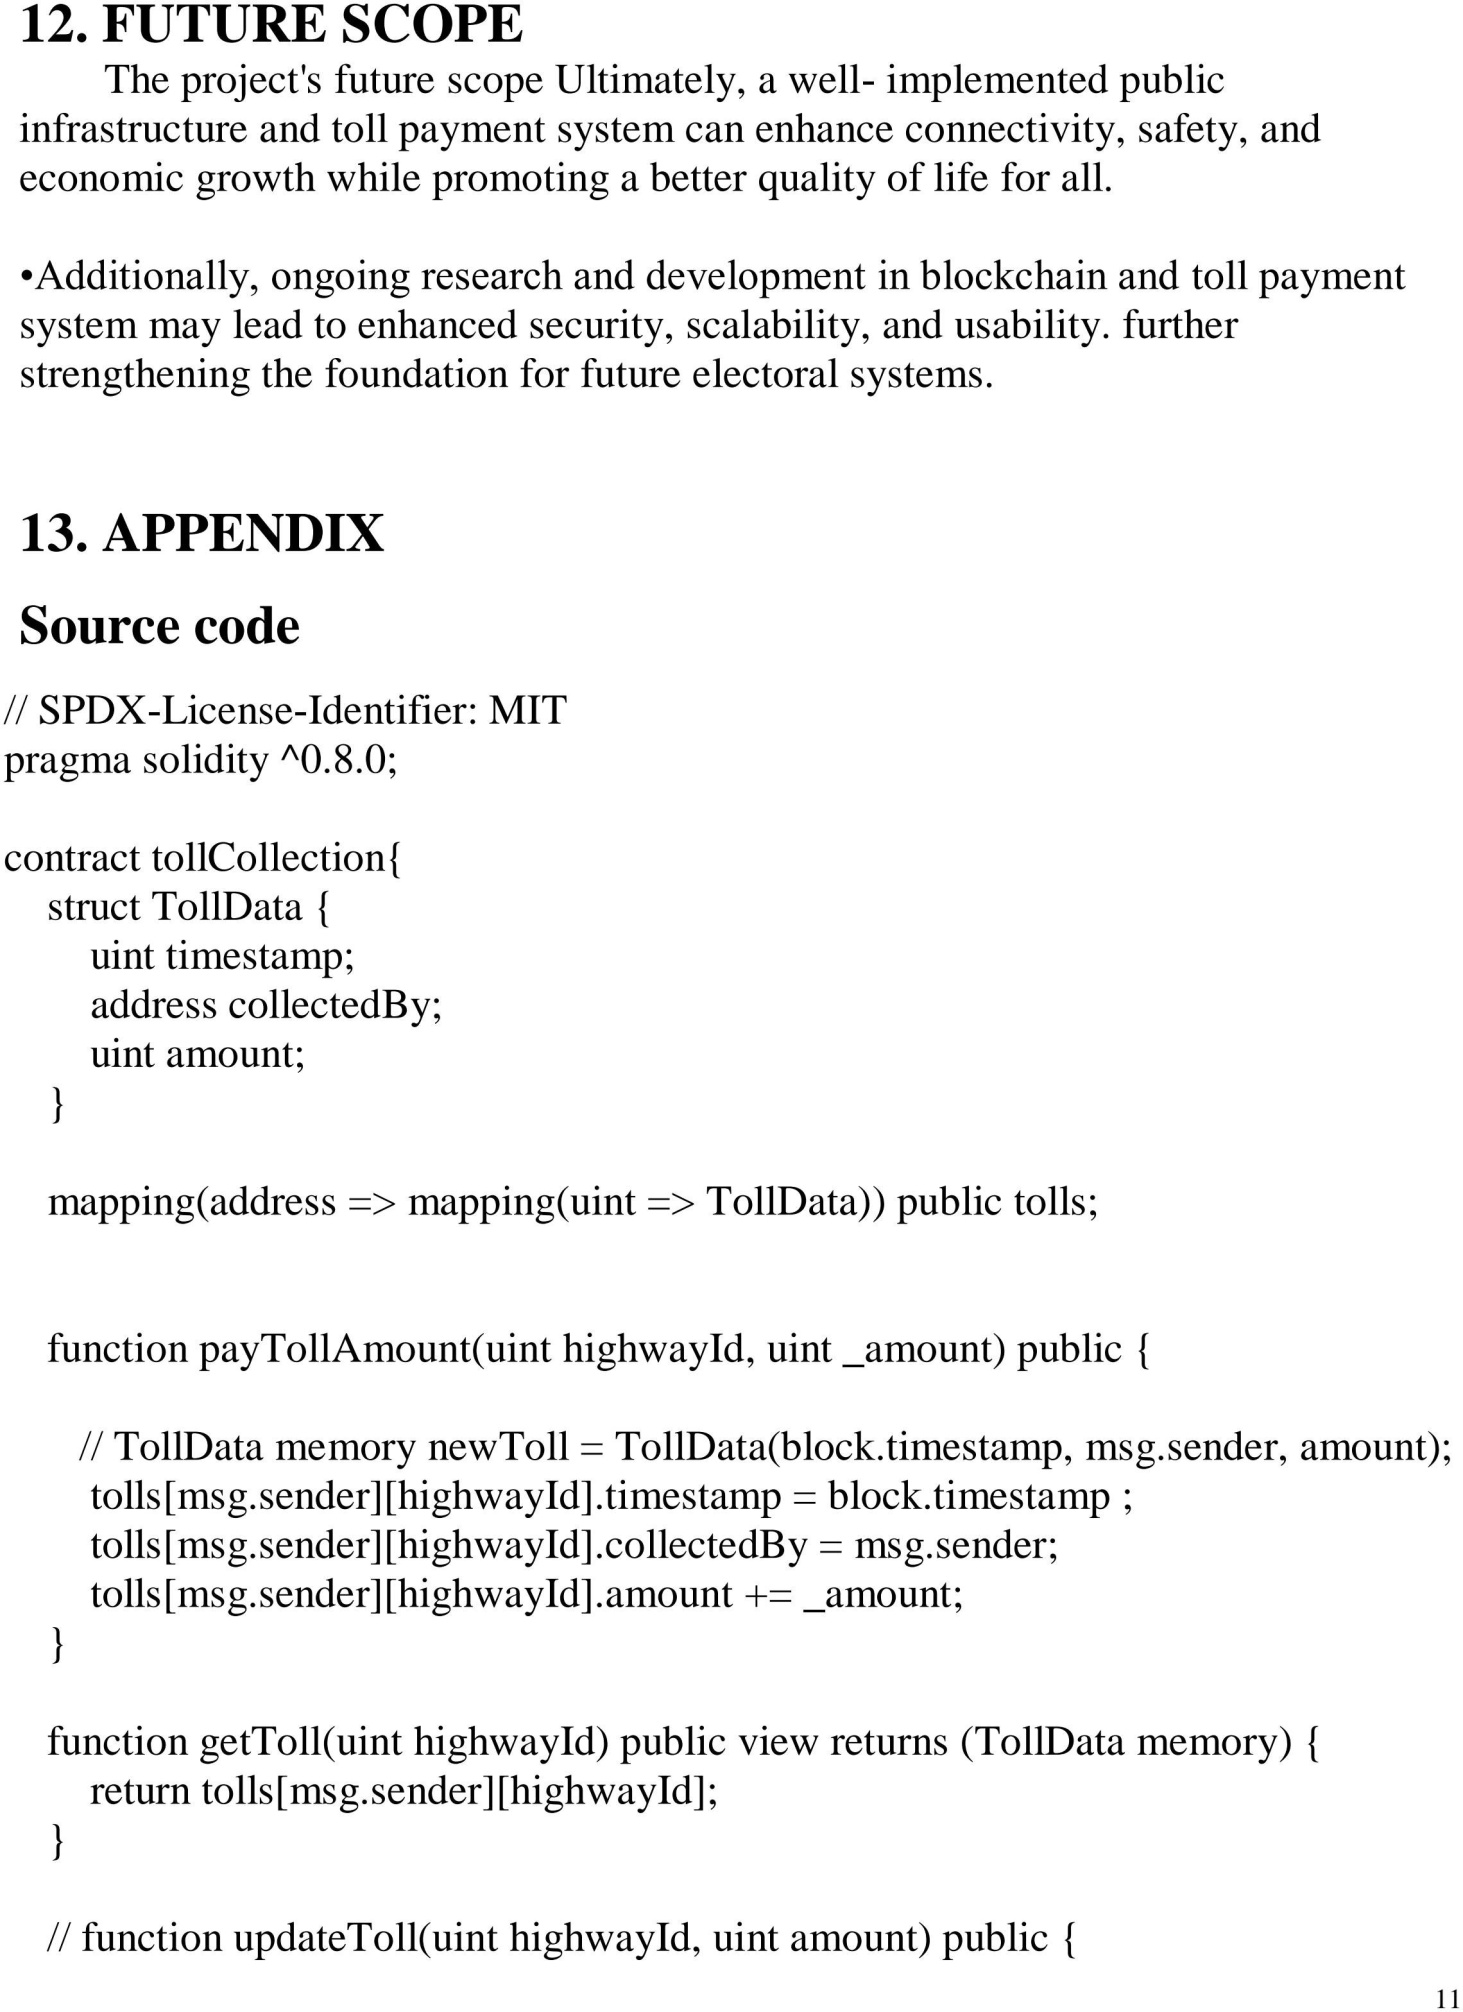 12. FUTURE SCOPE
The project's future scope Ultimately, a well- implemented public
infrastructure and toll payment system can enhance connectivity, safety, and
economic growth while promoting a better quality of life for all.
•Additionally, ongoing research and development in blockchain and toll payment
system may lead to enhanced security, scalability, and usability. further
strengthening the foundation for future electoral systems.
13. APPENDIX
Source code
// SPDX-License-Identifier: MIT
pragma solidity ^0.8.0;
contract tollCollection{
struct TollData {
uint timestamp;
address collectedBy;
uint amount;
}
mapping(address => mapping(uint => TollData)) public tolls;
function payTollAmount(uint highwayId, uint _amount) public {
// TollData memory newToll = TollData(block.timestamp, msg.sender, amount);
tolls[msg.sender][highwayId].timestamp = block.timestamp ;
tolls[msg.sender][highwayId].collectedBy = msg.sender;
tolls[msg.sender][highwayId].amount += _amount;
}
function getToll(uint highwayId) public view returns (TollData memory) {
return tolls[msg.sender][highwayId];
}
// function updateToll(uint highwayId, uint amount) public {
11